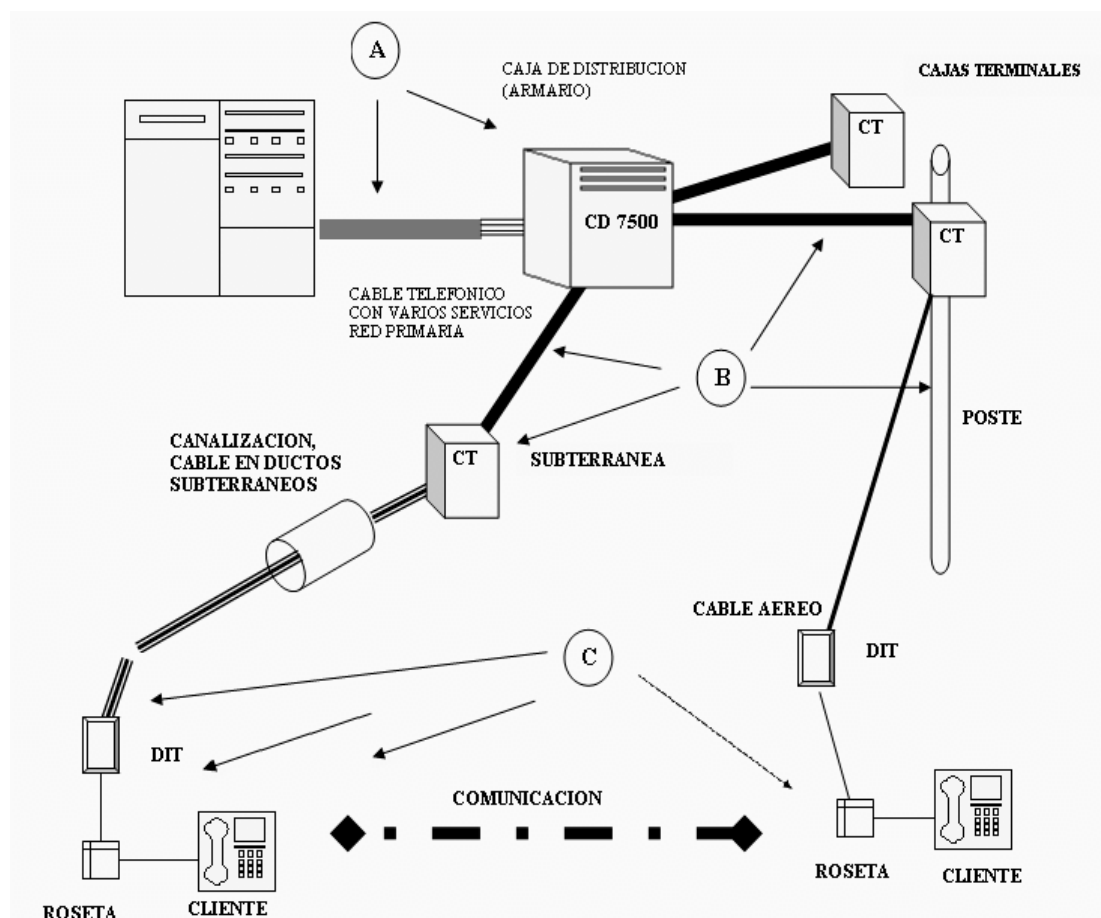 A
CAJA DE DISTRIBUCION
(ARMARIO)
CAJAS TERMINALES
CT
CD 7500
CT
CABLE TELEFONICO
CON VARIOS SERVICIOS
RED PRIMARIA
B
POSTE
CANALIZACION,
CABLE EN DUCTOS
SUBTERRANEOS
CT
SUBTERRANEA
CABLE AEREO
DIT
C
DIT
COMUNICACION
ROSETA
CLIENTE
ROSETA
CLIENTE